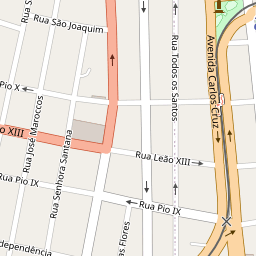 Rua São Joaquim
Pio X
Rua Todos os Santos
Avenida Carlos Cruz
Rua José Maroccos
Rua Senhora Santana
o XIII
Rua Leão XIII
Rua Pio IX
Rua Pio IX
dependência
as Flores